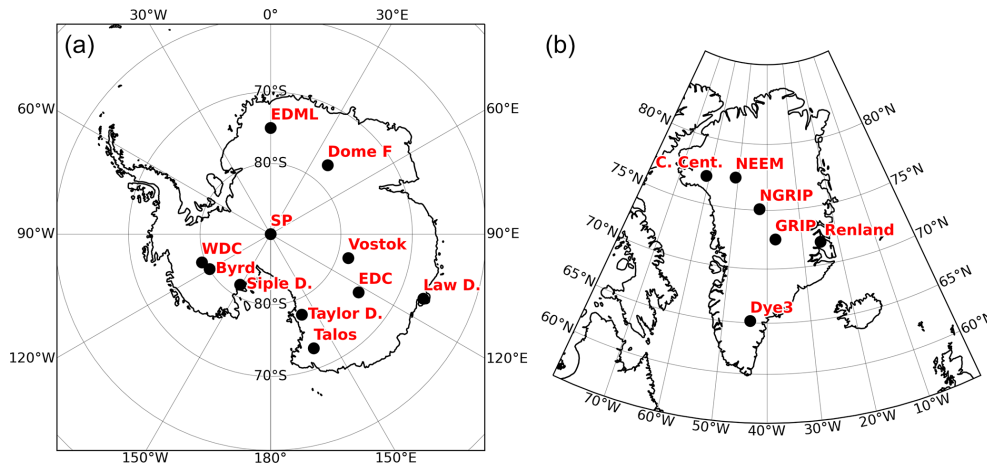 (a)
30°W
0°
30°E
60°W
60°E
90°E
120°W
120°E
150°W
180°
150°E
70°S
80°S
80°S
70°S
EDML
Dome F
SP
Vostok
WDC
Byrd
Siple D.
EDC
Law D.
Taylor D.
Talos
(b)
80°N
80°N
75°N
75°N
70°N
70°N
65°N
60°N
60°N
C. Cent.
NEEM
NGRIP
GRIP
Renland
Dye3
70°W
60°W
50°W
40°W
30°W
20°W
10°W